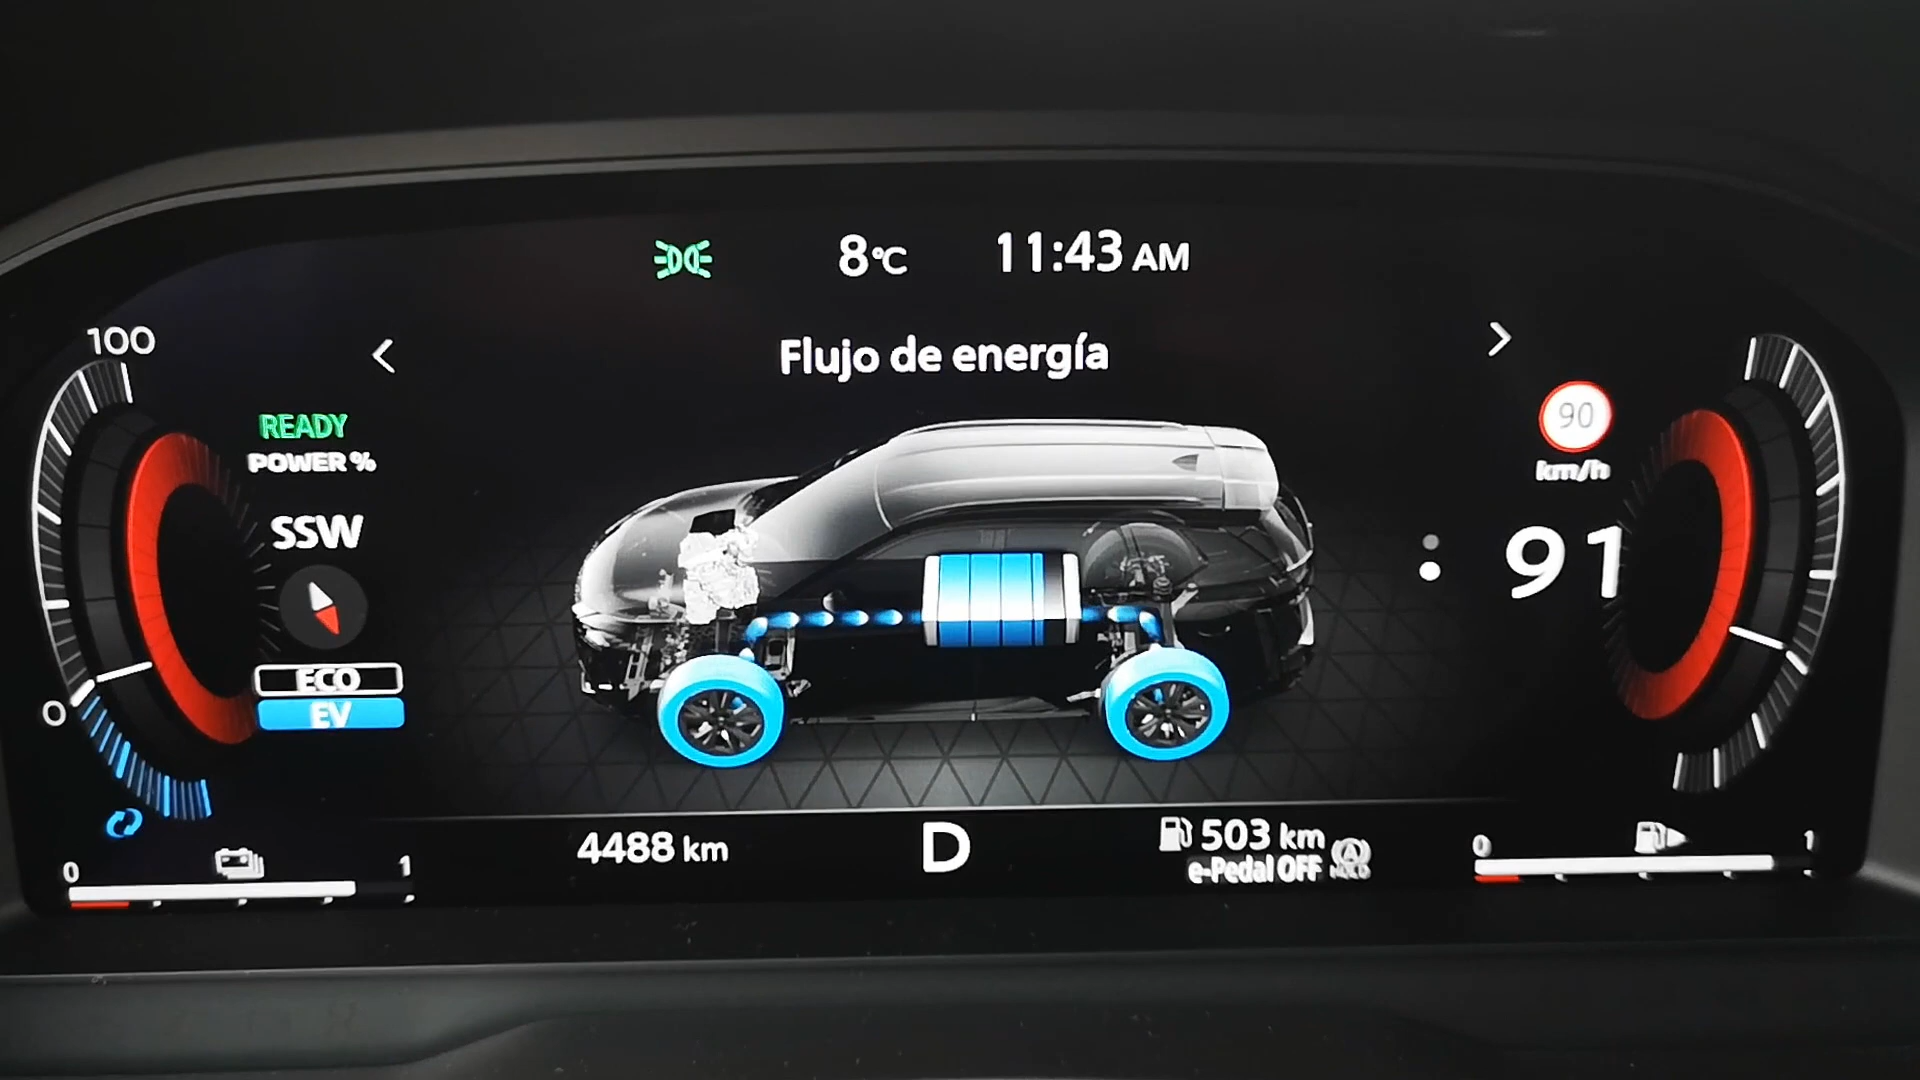 8°C 11:43 AM
100
Flujo de energía
READY
POWER %
90
km/h
SSW
91
ECO
EV
0
4488 km
D
503 km
e-Pedal OFF
0 1
0 1